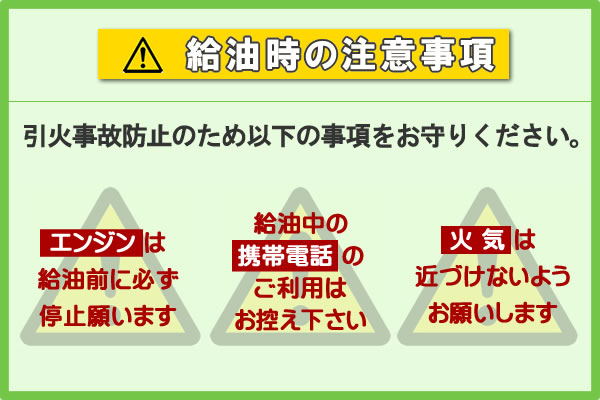 給油時の注意事項
引火事故防止のため以下の事項をお守りください。
エンジンは
給油前に必ず
停止願います
給油中の
携帯電話の
ご利用は
お控え下さい
火気は
近づけないよう
お願いします